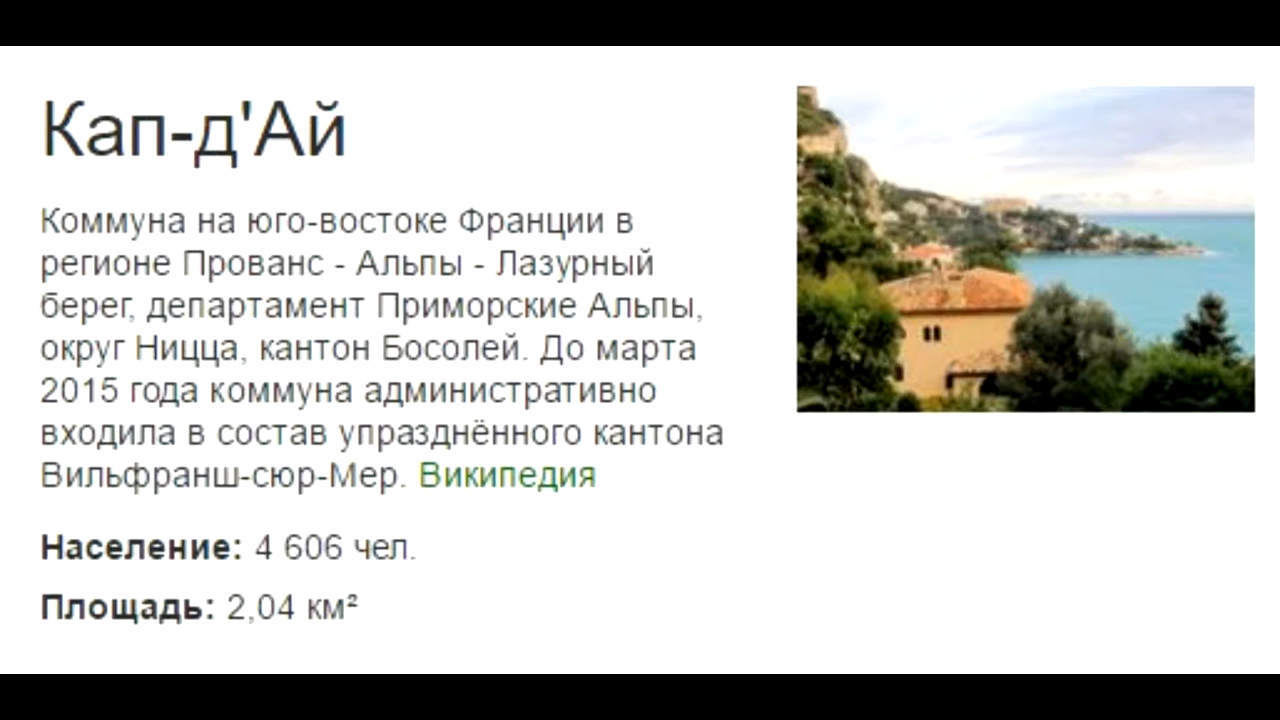 Кап-д'Ай
Коммуна на юго-востоке Франции в
регионе Прованс - Альпы - Лазурный
берег, департамент Приморские Альпы,
округ Ницца, кантон Босолей. До марта
2015 года коммуна административно
входила в состав упразднённого кантона
Вильфранш-сюр-Мер. Википедия
Население: 4 606 чел.
Площадь: 2,04 км²